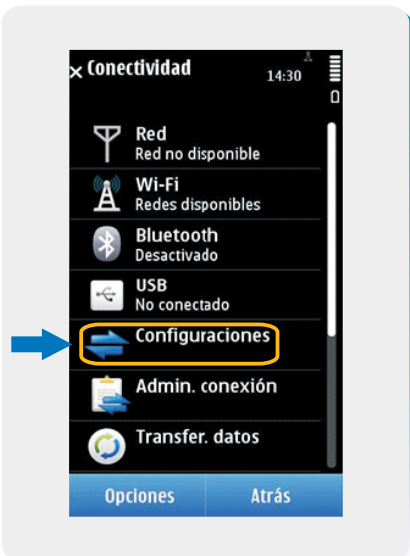 Conectividad
14:30
Red
Red no disponible
Wi-Fi
Redes disponibles
Bluetooth
Desactivado
USB
No conectado
Configuraciones
Admin. conexión
Transfer. datos
Opciones Atrás